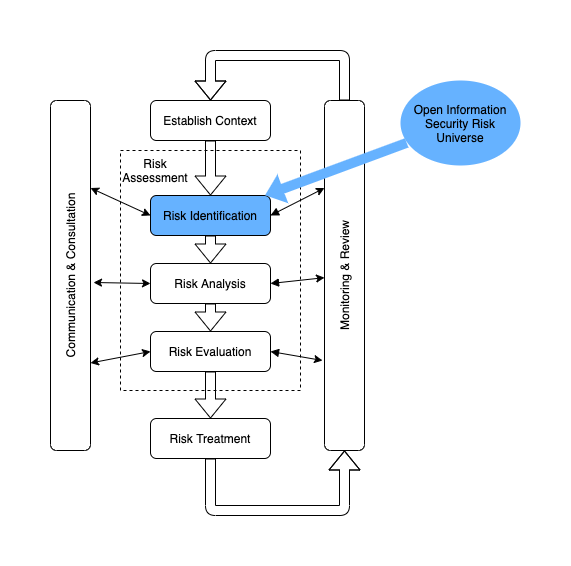 Establish Context
Open Information
Security Risk
Universe
Risk
Assessment
Risk Identification
Communication & Consultation
Monitoring & Review
Risk Analysis
Risk Evaluation
Risk Treatment